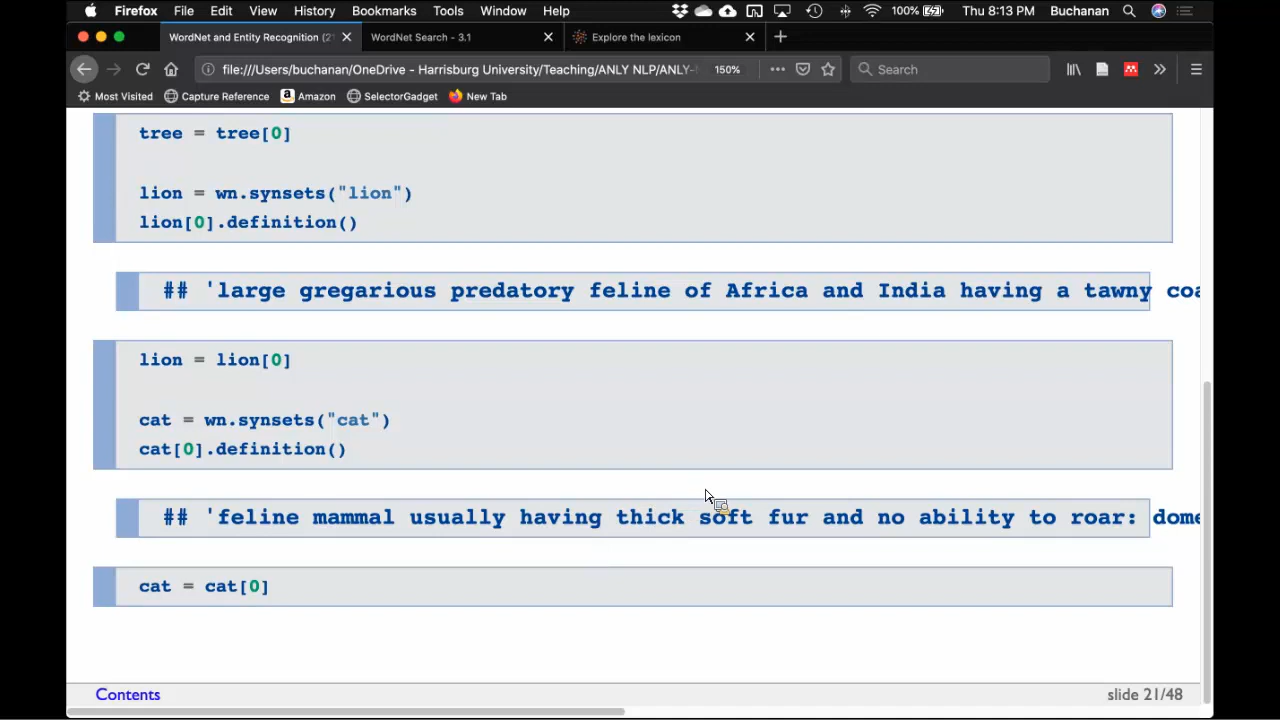 Firefox File Edit View History Bookmarks Tools Window Help 100% Thu 8:13 PM Buchanan
WordNet and Entity Recognition (2 WordNet Search - 3.1 Explore the lexicon
file:///Users/buchanan/OneDrive - Harrisburg University/Teaching/ANLY NLP/ANLY- 150% Search
Most Visited Capture Reference Amazon SelectorGadget New Tab
tree = tree[0]
lion = wn.synsets("lion")
lion[0].definition()
## 'large gregarious predatory feline of Africa and India having a tawny coa
lion = lion[0]
cat = wn.synsets("cat")
cat[0].definition()
## 'feline mammal usually having thick soft fur and no ability to roar: dome
cat = cat[0]
Contents slide 21/48